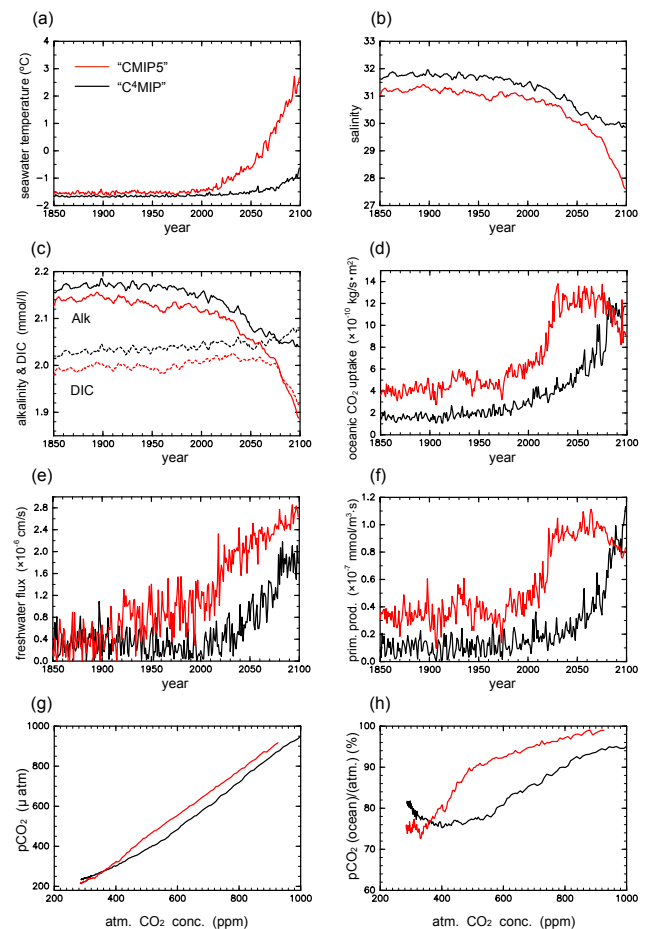 (a)
seawater temperature (°C)
4
3
2
1
0
−1
−2
"CMIP5"
"C⁴MIP"
1850 1900 1950 2000 2050 2100
year
(b)
salinity
33
32
31
30
29
28
27
1850 1900 1950 2000 2050 2100
year
(c)
alkalinity & DIC (mmol/l)
2.2
2.1
2.0
1.9
Alk
DIC
1850 1900 1950 2000 2050 2100
year
(d)
oceanic CO₂ uptake (×10⁻¹⁰ kg/s·m²)
14
12
10
8
6
4
2
0
1850 1900 1950 2000 2050 2100
year
(e)
freshwater flux (×10⁻⁶ cm/s)
2.8
2.4
2.0
1.6
1.2
0.8
0.4
0.0
1850 1900 1950 2000 2050 2100
year
(f)
prim. prod. (×10⁻⁷ mmol/m³·s)
1.2
1.0
0.8
0.6
0.4
0.2
0.0
1850 1900 1950 2000 2050 2100
year
(g)
pCO₂ (μ atm)
1000
800
600
400
200
200 400 600 800 1000
atm. CO₂ conc. (ppm)
(h)
pCO₂ (ocean)/(atm.) (%)
100
90
80
70
60
200 400 600 800 1000
atm. CO₂ conc. (ppm)